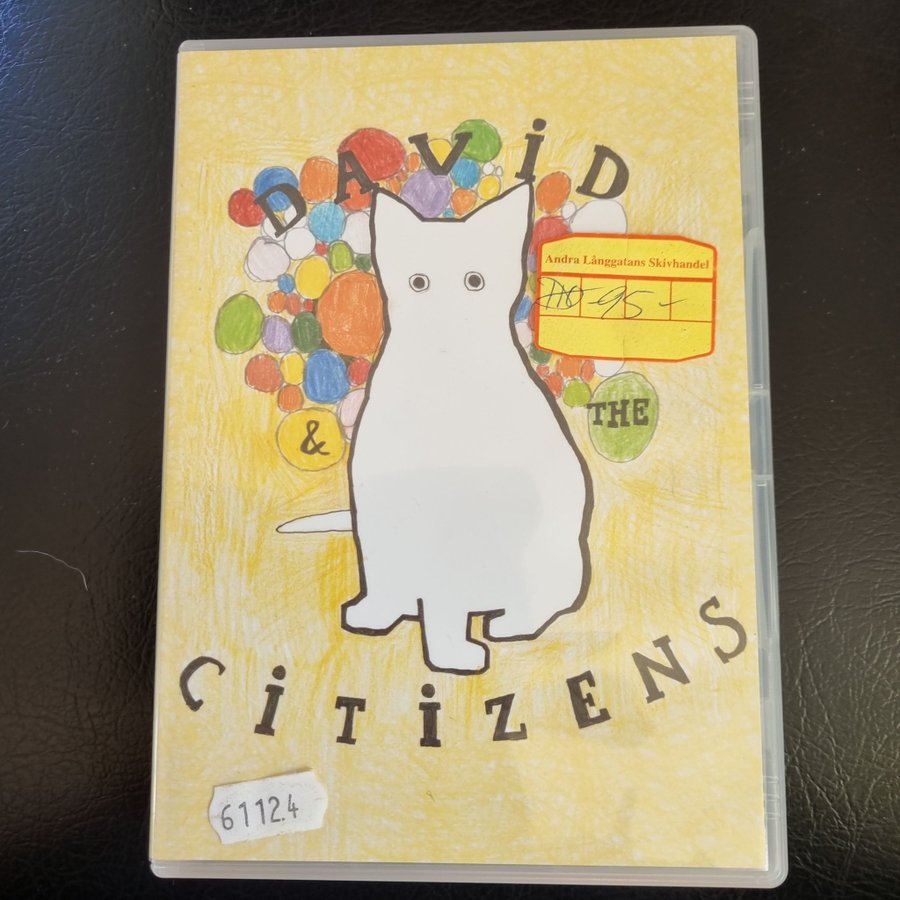 DAViD
Andra Långgatans Skivhandel
95-
& THE
CiTiZENS
61124